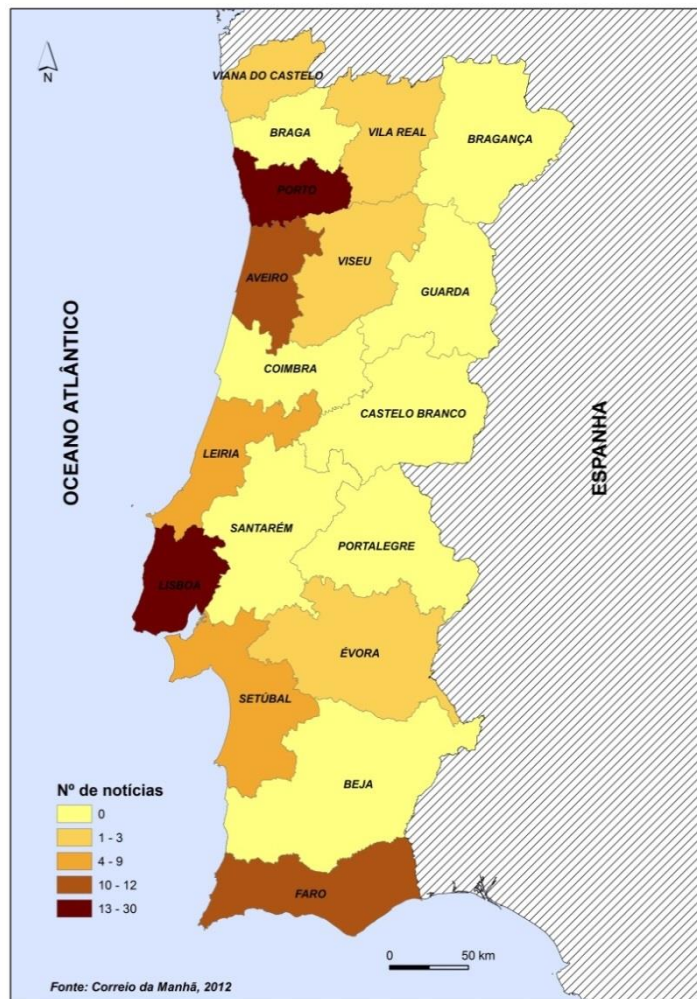 N
VIANA DO CASTELO
BRAGA
VILA REAL
BRAGANÇA
PORTO
AVEIRO
VISEU
GUARDA
COIMBRA
CASTELO BRANCO
LEIRIA
SANTARÉM
PORTALEGRE
LISBOA
ÉVORA
SETÚBAL
BEJA
FARO
OCEANO ATLÂNTICO
ESPANHA
Nº de notícias
0
1 - 3
4 - 9
10 - 12
13 - 30
0 50 km
Fonte: Correio da Manhã, 2012